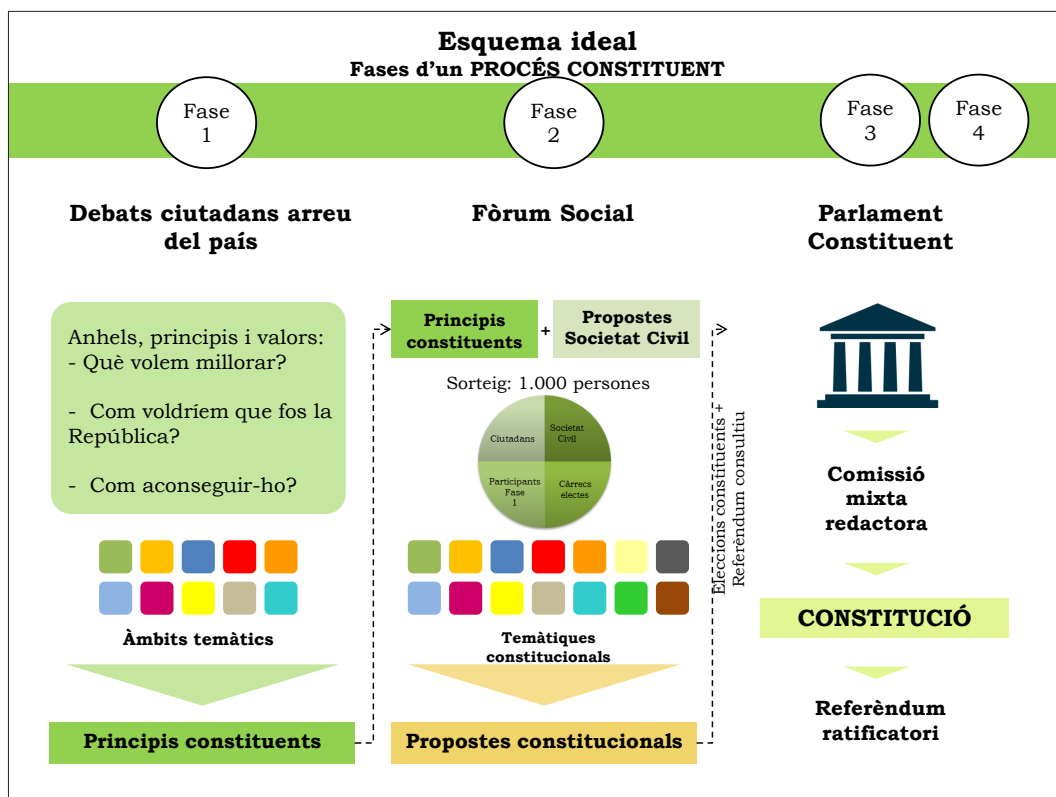 Esquema ideal
Fases d’un PROCÉS CONSTITUENT
Fase
1
Fase
2
Fase
3
Fase
4
Debats ciutadans arreu
del país
Anhels, principis i valors:
- Què volem millorar?
- Com voldríem que fos la
República?
- Com aconseguir-ho?
Àmbits temàtics
Principis constituents
Fòrum Social
Principis
constituents
+
Propostes
Societat Civil
Sorteig: 1.000 persones
Ciutadans
Societat
Civil
Participants
Fase
1
Càrrecs
electes
Temàtiques
constitucionals
Propostes constitucionals
Eleccions constituents +
Referèndum consultiu
Parlament
Constituent
Comissió
mixta
redactora
CONSTITUCIÓ
Referèndum
ratificatori